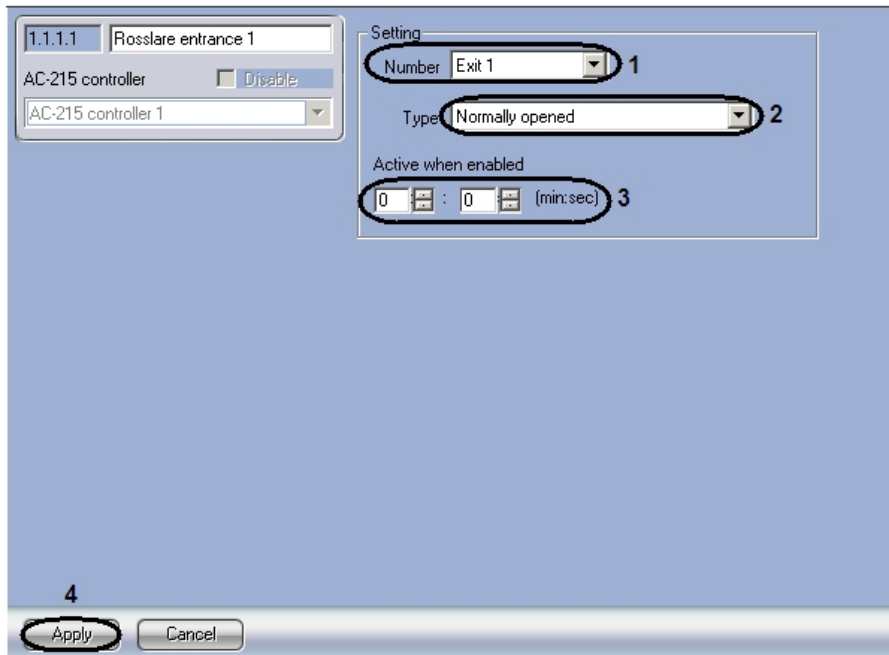 1.1.1.1 Rosslare entrance 1
AC-215 controller Disable
AC-215 controller 1
Setting
Number Exit 1 1
Type Normally opened 2
Active when enabled
0 : 0 (min:sec) 3
4
Apply Cancel